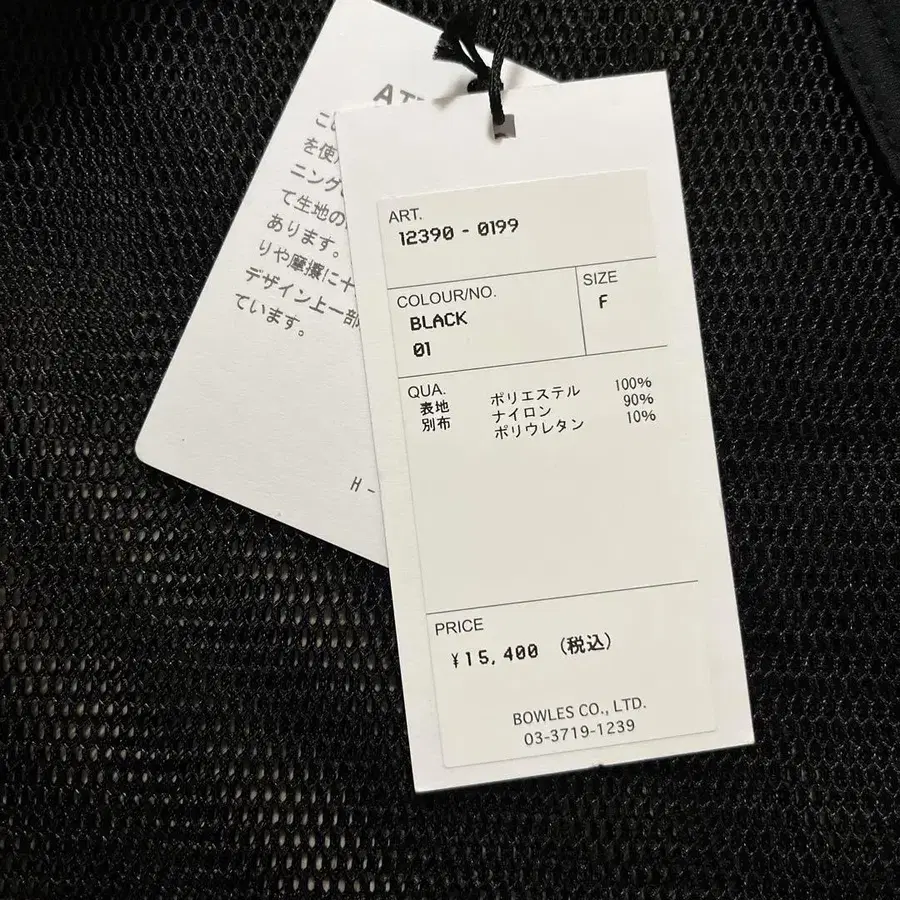 AT
こ
を使
ニング
て生地の
あります。
りや摩擦に十
デザイン上一部
ています。
H-
ART.
12390 - 0199
COLOUR/NO.
BLACK
01
SIZE
F
QUA.
表地 ポリエステル 100%
別布 ナイロン 90%
ポリウレタン 10%
PRICE
¥15,400 (税込)
BOWLES CO., LTD.
03-3719-1239